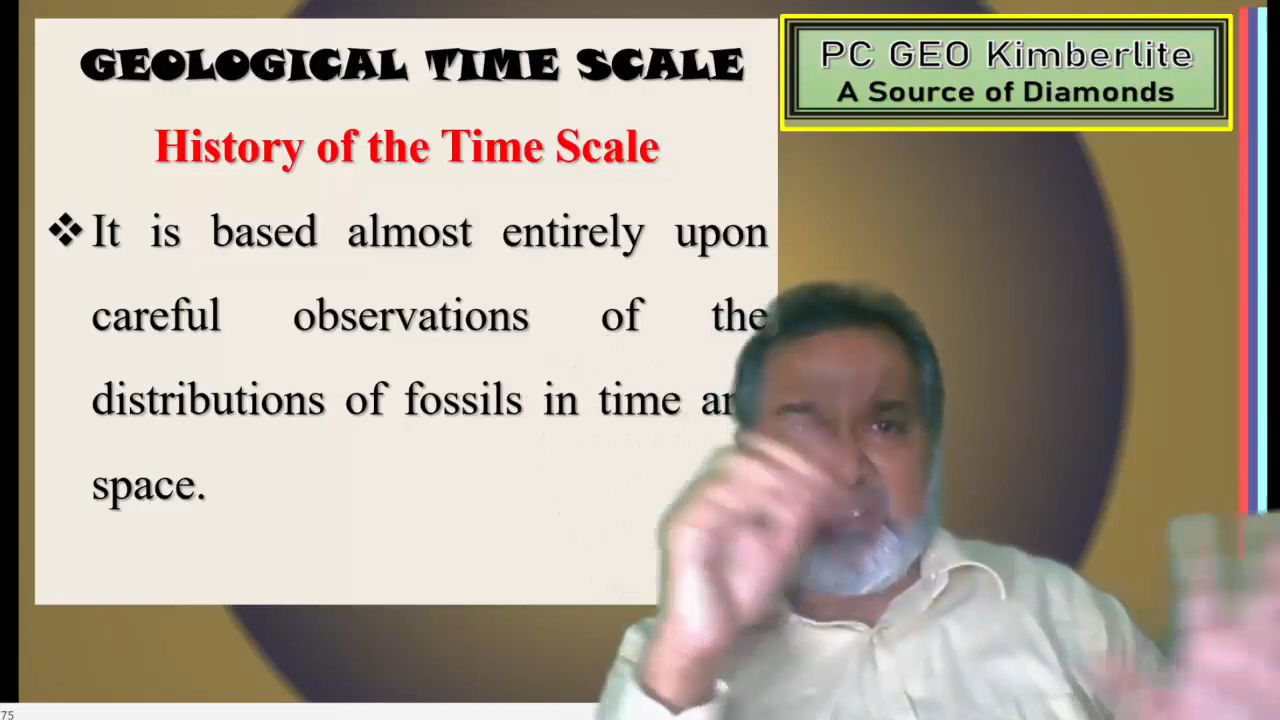 GEOLOGICAL TIME SCALE
PC GEO Kimberlite
A Source of Diamonds
History of the Time Scale
❖ It is based almost entirely upon
careful observations of the
distributions of fossils in time
space.
75